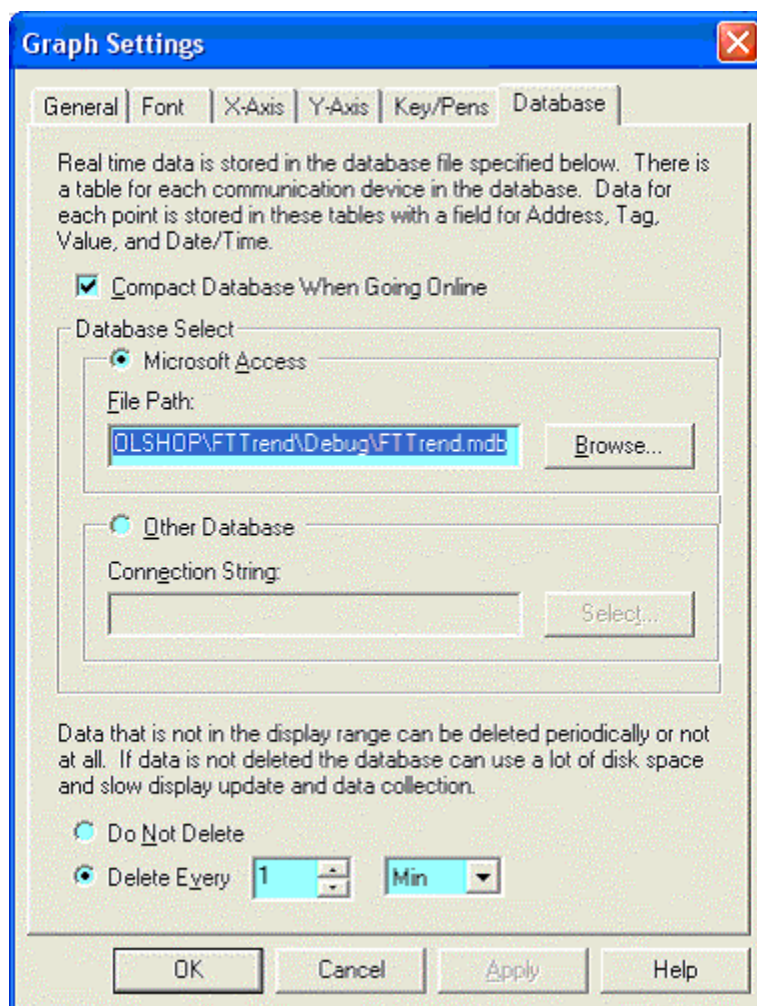 Graph Settings
General Font X-Axis Y-Axis Key/Pens Database
Real time data is stored in the database file specified below. There is
a table for each communication device in the database. Data for
each point is stored in these tables with a field for Address, Tag,
Value, and Date/Time.
Compact Database When Going Online
Database Select
Microsoft Access
File Path:
OLSHOP\FTTrend\Debug\FTTrend.mdb Browse...
Other Database
Connection String:
Select...
Data that is not in the display range can be deleted periodically or not
at all. If data is not deleted the database can use a lot of disk space
and slow display update and data collection.
Do Not Delete
Delete Every 1 Min
OK Cancel Apply Help